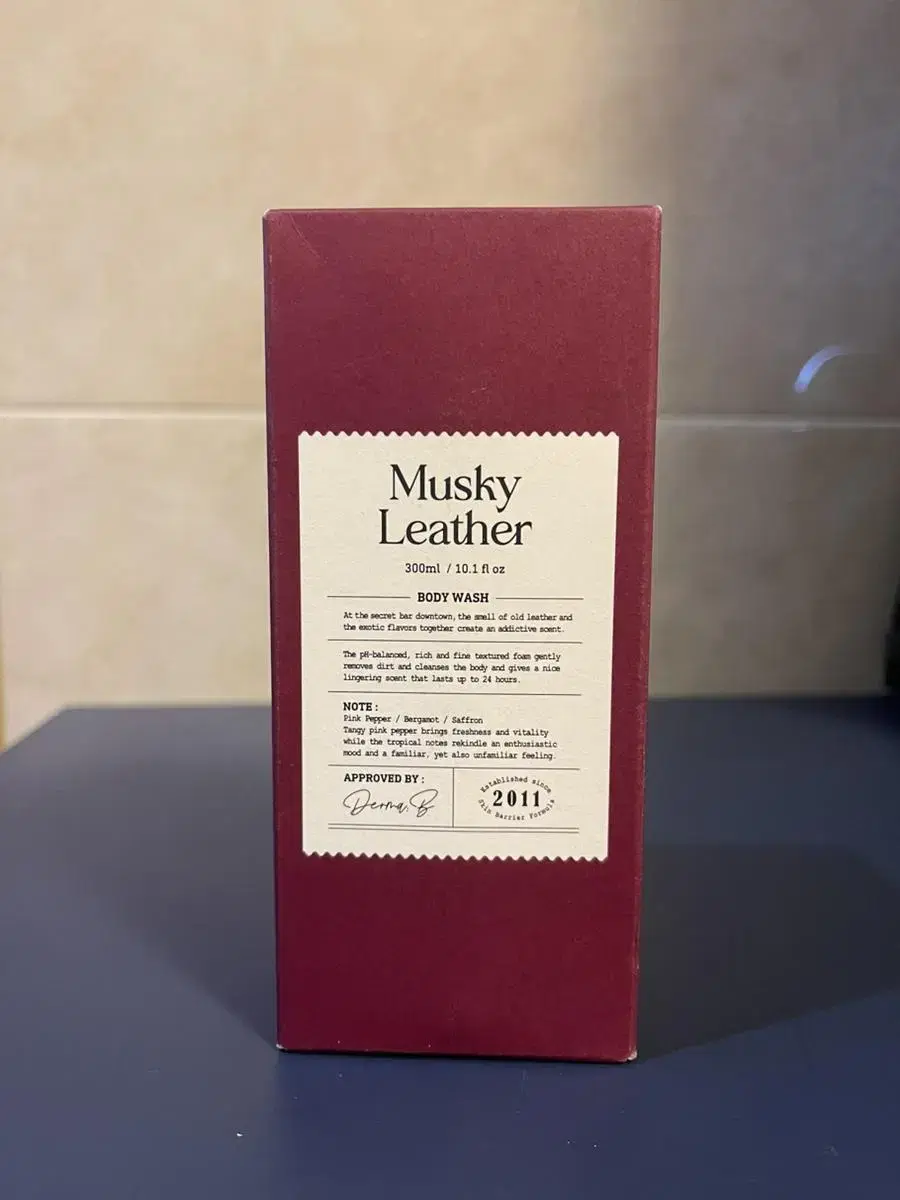 Musky
Leather
300ml / 10.1 fl oz
BODY WASH
At the secret bar downtown, the smell of old leather and
the exotic flavors together create an addictive scent.
The pH-balanced, rich and fine textured foam gently
removes dirt and cleanses the body and gives a nice
lingering scent that lasts up to 24 hours.
NOTE :
Pink Pepper / Bergamot / Saffron
Tangy pink pepper brings freshness and vitality
while the tropical notes rekindle an enthusiastic
mood and a familiar, yet also unfamiliar feeling.
APPROVED BY :
Derma:B
Established since
2011
Skin Barrier Formula